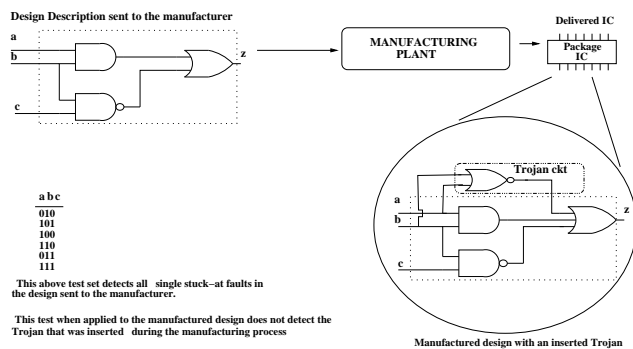 Design Description sent to the manufacturer
Delivered IC
a
b
c
z
MANUFACTURING
PLANT
Package
IC
Trojan ckt
a
b
c
z
a b c
010
101
100
110
011
111
This above test set detects all single stuck–at faults in
the design sent to the manufacturer.
This test when applied to the manufactured design does not detect the
Trojan that was inserted during the manufacturing process
Manufactured design with an inserted Trojan